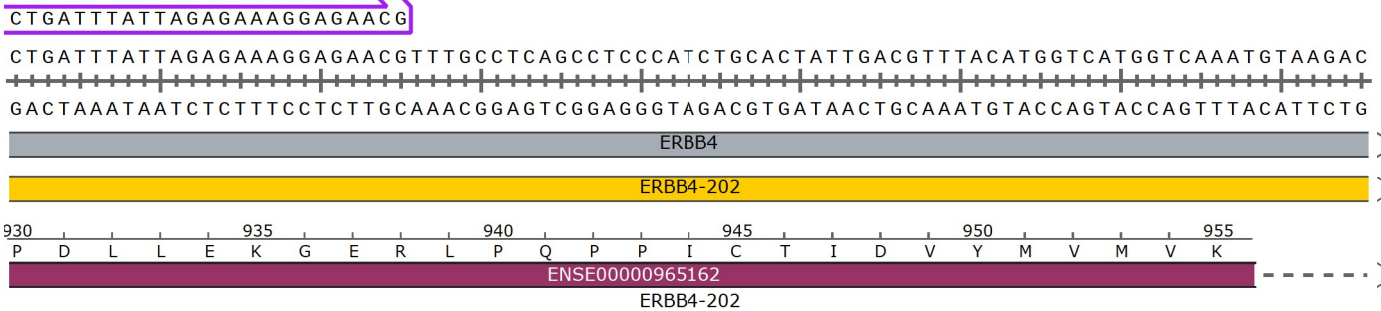 CTGATTTATTAGAGAAAGGAGAACG
CTGATTTATTAGAGAAAGGAGAACGTTTGCCTCAGCCTCCCATCTGCACTATTGACGTTTACATGGTCATGGTCAAATGTAAGAC
GACTAAATAATCTCTTTCCTCTTGCAAACGGAGTCGGAGGGTAGACGTGATAACTGCAAATGTACCAGTACCAGTTTACATTCTG
ERBB4
ERBB4-202
930 935 940 945 950 955
P D L L E K G E R L P Q P P I C T I D V Y M V M V K
ENSE00000965162
ERBB4-202